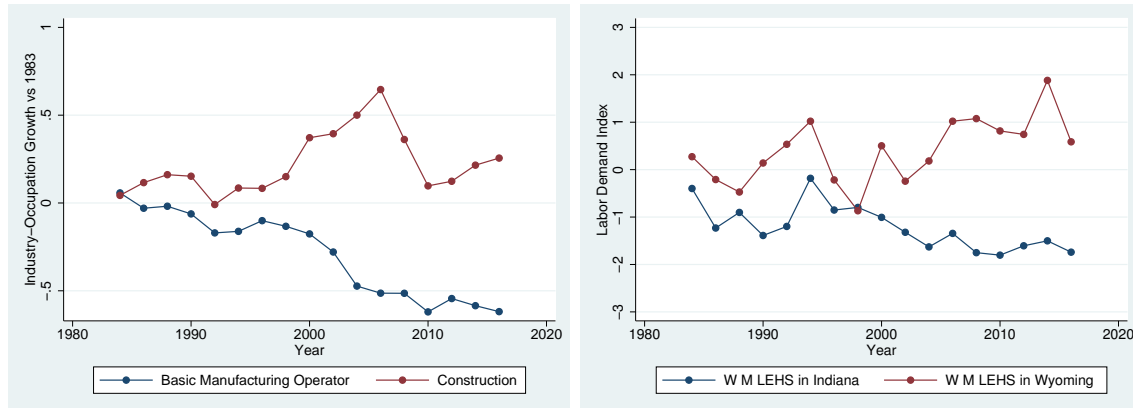 Industry−Occupation Growth vs 1983
1
.5
0
−.5
1980 1990 2000 2010 2020
Year
Basic Manufacturing Operator Construction
Labor Demand Index
3
2
1
0
−1
−2
−3
1980 1990 2000 2010 2020
Year
W M LEHS in Indiana W M LEHS in Wyoming